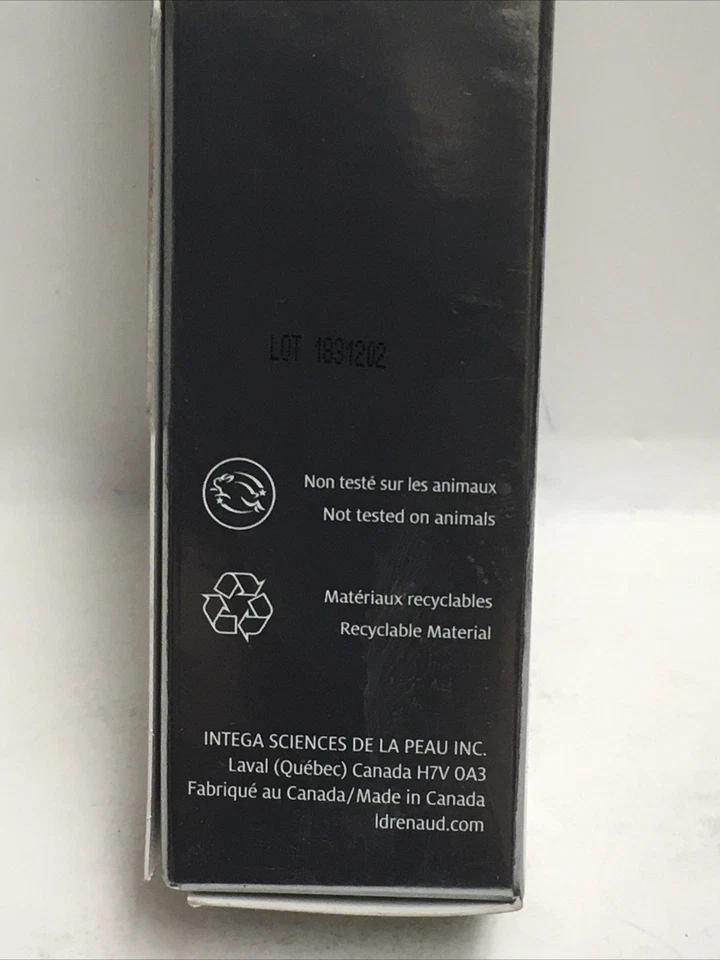 LOT 1831202
Non testé sur les animaux
Not tested on animals
Matériaux recyclables
Recyclable Material
INTEGA SCIENCES DE LA PEAU INC.
Laval (Québec) Canada H7V 0A3
Fabriqué au Canada/Made in Canada
ldrenaud.com